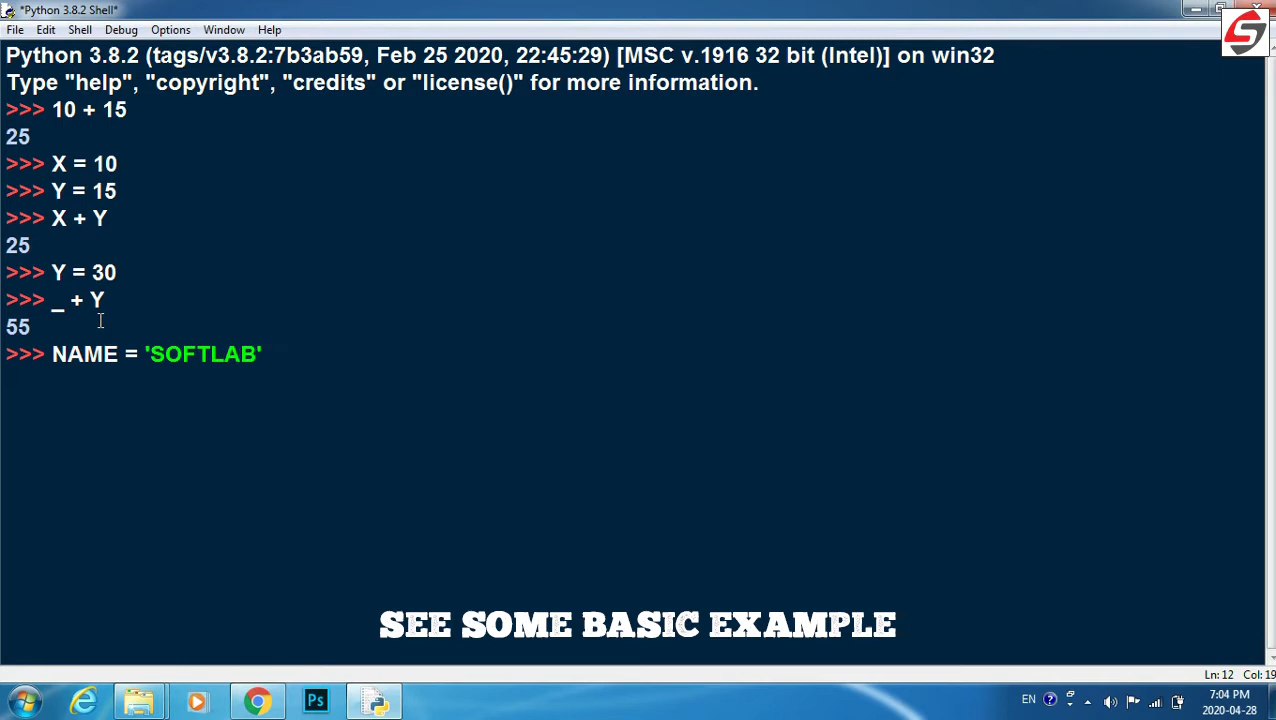 *Python 3.8.2 Shell*
File Edit Shell Debug Options Window Help
Python 3.8.2 (tags/v3.8.2:7b3ab59, Feb 25 2020, 22:45:29) [MSC v.1916 32 bit (Intel)] on win32
Type "help", "copyright", "credits" or "license()" for more information.
>>> 10 + 15
25
>>> X = 10
>>> Y = 15
>>> X + Y
25
>>> Y = 30
>>> _ + Y
55
>>> NAME = 'SOFTLAB'
SEE SOME BASIC EXAMPLE
Ln: 12 Col: 19
Ps
EN
7:04 PM
2020-04-28